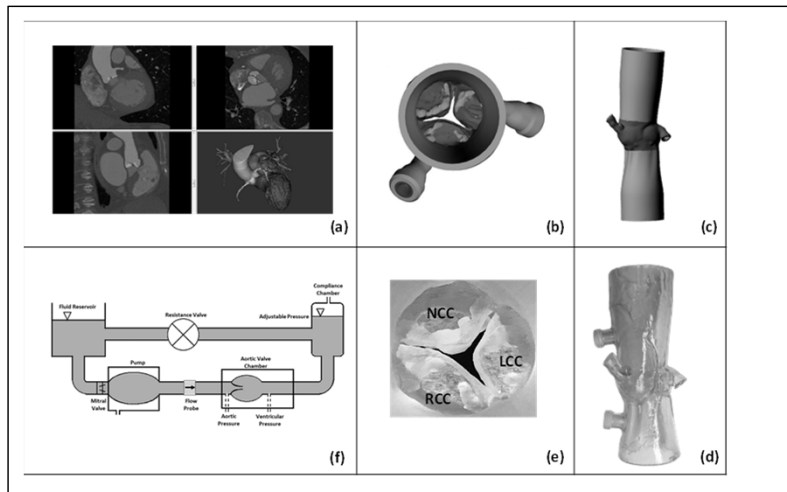 (a)
(b)
(c)
Fluid Reservoir
Resistance Valve
Compliance
Chamber
Adjustable Pressure
Pump
Aortic Valve
Chamber
Mitral
Valve
Flow
Probe
Aortic
Pressure
Ventricular
Pressure
(f)
NCC
LCC
RCC
(e)
(d)